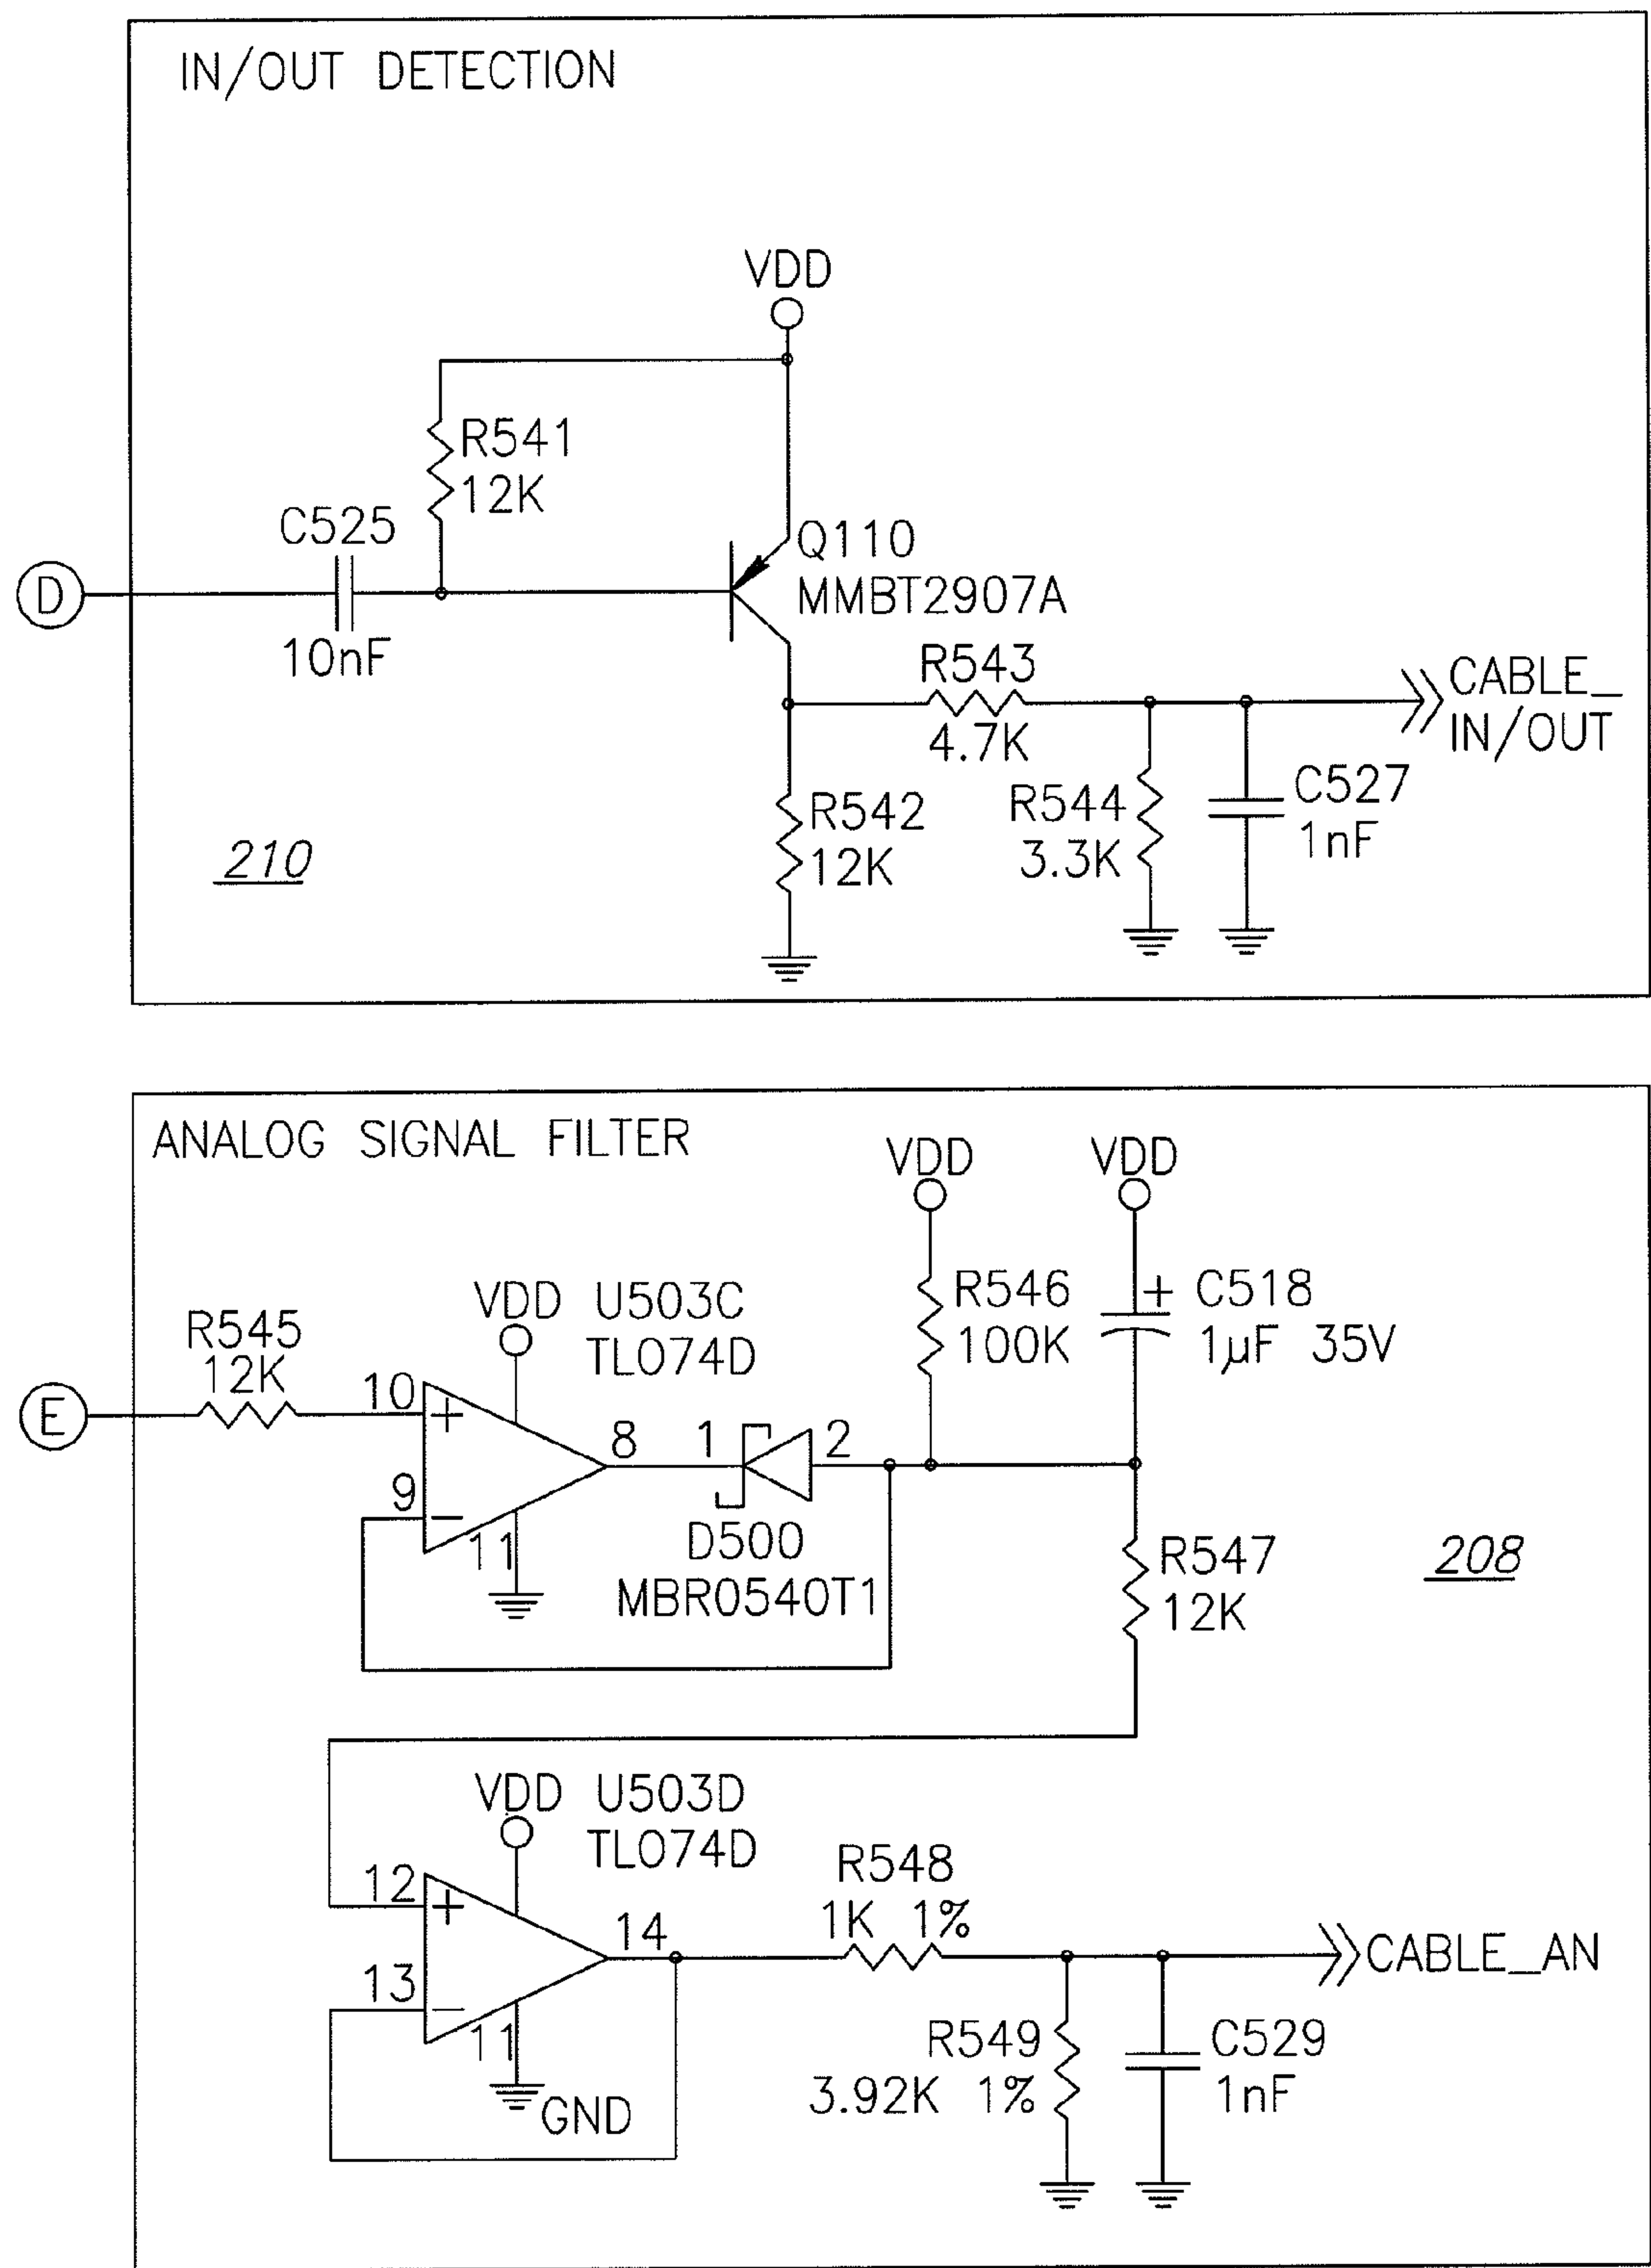 IN/OUT DETECTION
VDD
R541
12K
C525
10nF
D
Q110
MMBT2907A
R543
4.7K
CABLE_
IN/OUT
R542
12K
R544
3.3K
C527
1nF
210
ANALOG SIGNAL FILTER
VDD
VDD
R546
100K
+ C518
1µF 35V
VDD U503C
TL074D
R545
12K
E
10
+
9
−
11
8
1
2
D500
MBR0540T1
R547
12K
208
VDD U503D
TL074D
12
+
13
−
11
14
GND
R548
1K 1%
CABLE_AN
R549
3.92K 1%
C529
1nF